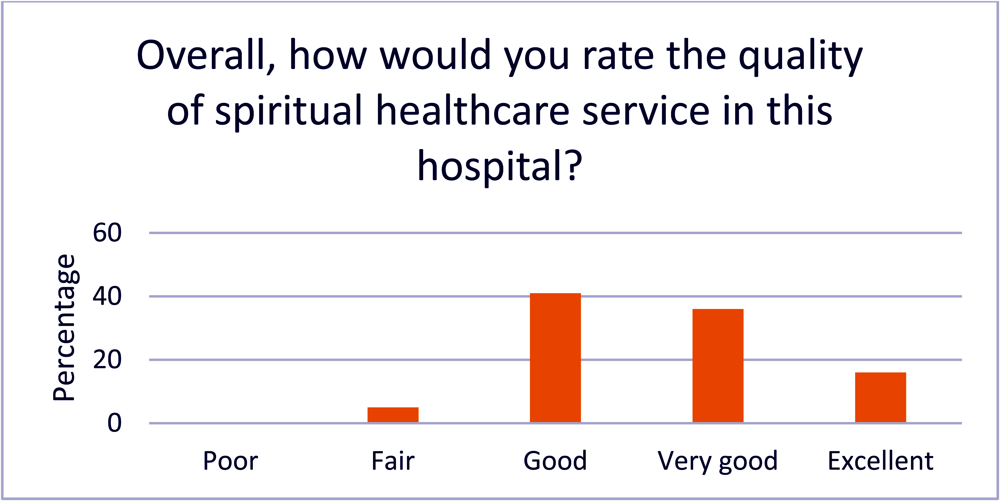 Overall, how would you rate the quality
of spiritual healthcare service in this
hospital?
60
40
20
0
Percentage
Poor
Fair
Good
Very good
Excellent